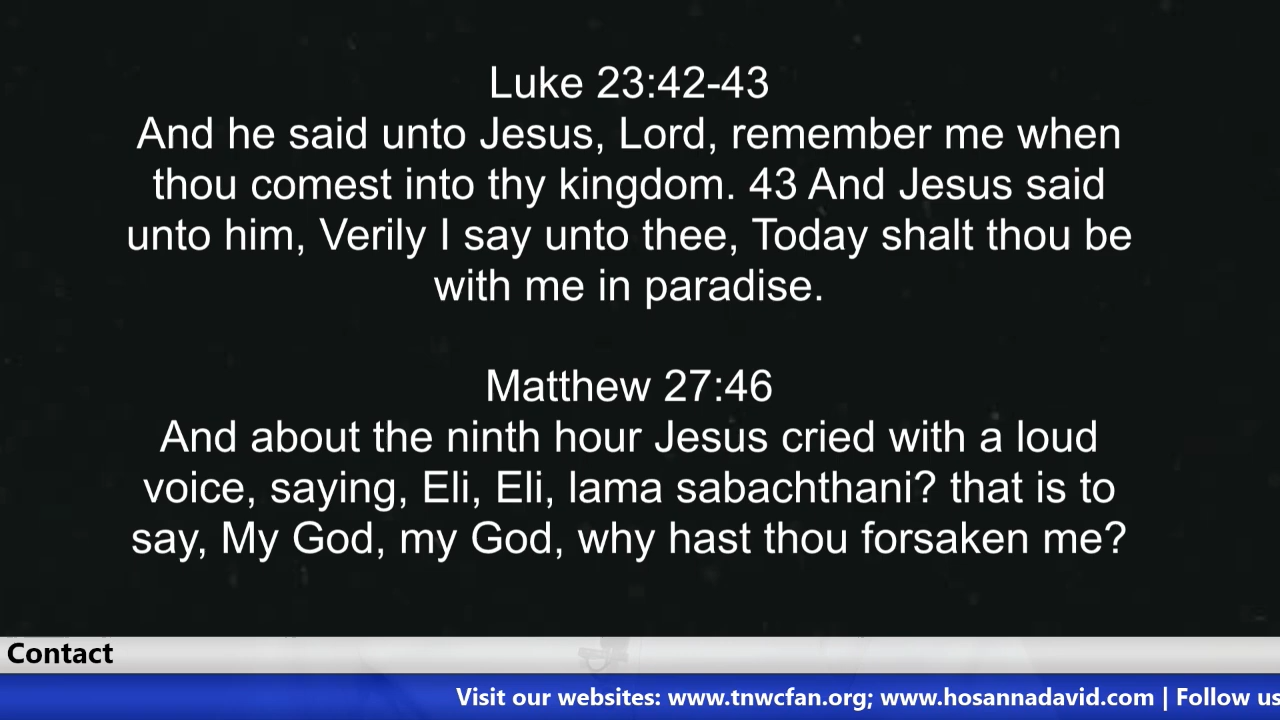 Luke 23:42-43
And he said unto Jesus, Lord, remember me when
thou comest into thy kingdom. 43 And Jesus said
unto him, Verily I say unto thee, Today shalt thou be
with me in paradise.
Matthew 27:46
And about the ninth hour Jesus cried with a loud
voice, saying, Eli, Eli, lama sabachthani? that is to
say, My God, my God, why hast thou forsaken me?
Contact
Visit our websites: www.tnwcfan.org; www.hosannadavid.com | Follow us